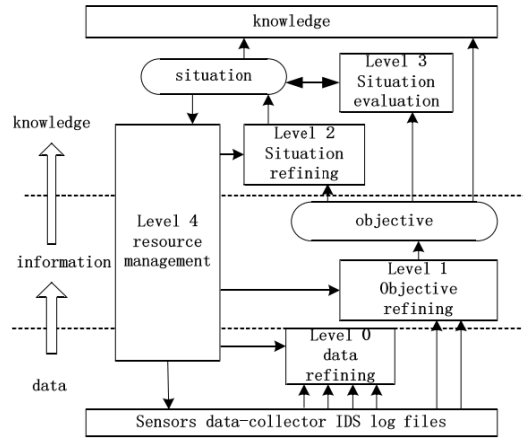 knowledge
situation
Level 3
Situation
evaluation
knowledge
Level 2
Situation
refining
Level 4
resource
management
objective
information
Level 1
Objective
refining
Level 0
data
refining
data
Sensors data-collector IDS log files